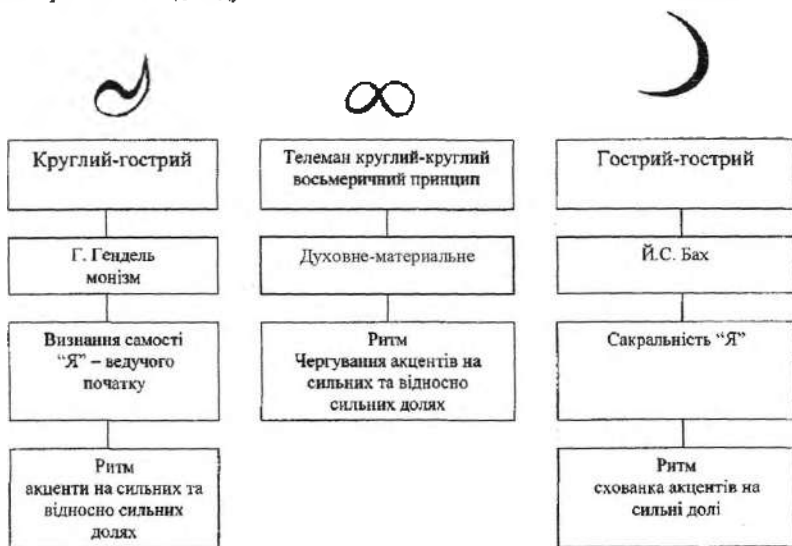 Круглий-гострий
Г. Гендель
монізм
Визнання самості
“Я” – ведучого
початку
Ритм
акценти на сильних та
відносно сильних
долях
Телеман круглий-круглий
восьмеричний принцип
Духовне-материальне
Ритм
Чергування акцентів на
сильних та відносно
сильних долях
Гострий-гострий
Й.С. Бах
Сакральність “Я”
Ритм
схованка акцентів на
сильні долі